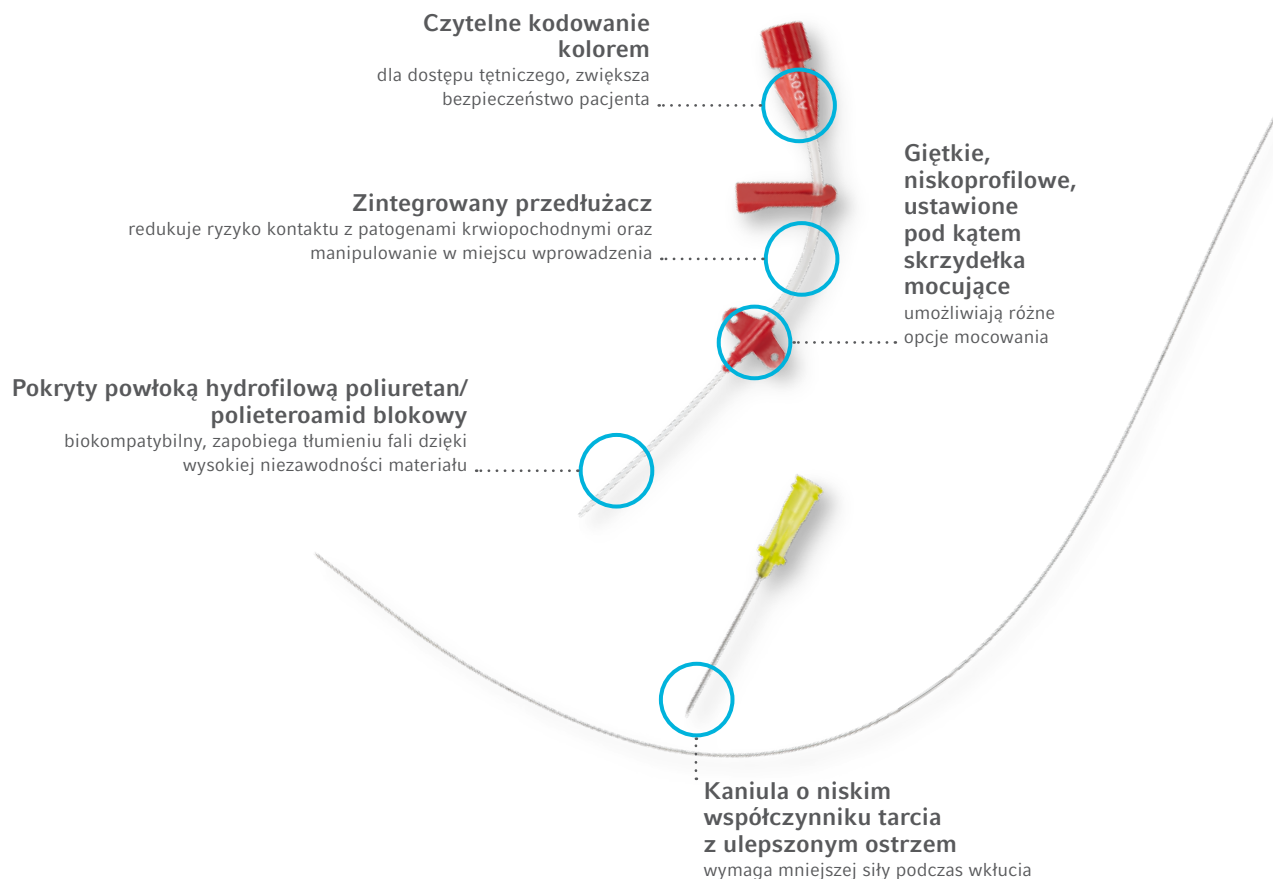 Czytelne kodowanie
kolorem
dla dostępu tętniczego, zwiększa
bezpieczeństwo pacjenta
Zintegrowany przedłużacz
redukuje ryzyko kontaktu z patogenami krwiopochodnymi oraz
manipulowanie w miejscu wprowadzenia
Giętkie,
niskoprofilowe,
ustawione
pod kątem
skrzydełka
mocujące
umożliwiają różne
opcje mocowania
Pokryty powłoką hydrofilową poliuretan/
polieteroamid blokowy
biokompatybilny, zapobiega tłumieniu fali dzięki
wysokiej niezawodności materiału
Kaniula o niskim
współczynniku tarcia
z ulepszonym ostrzem
wymaga mniejszej siły podczas wkłucia